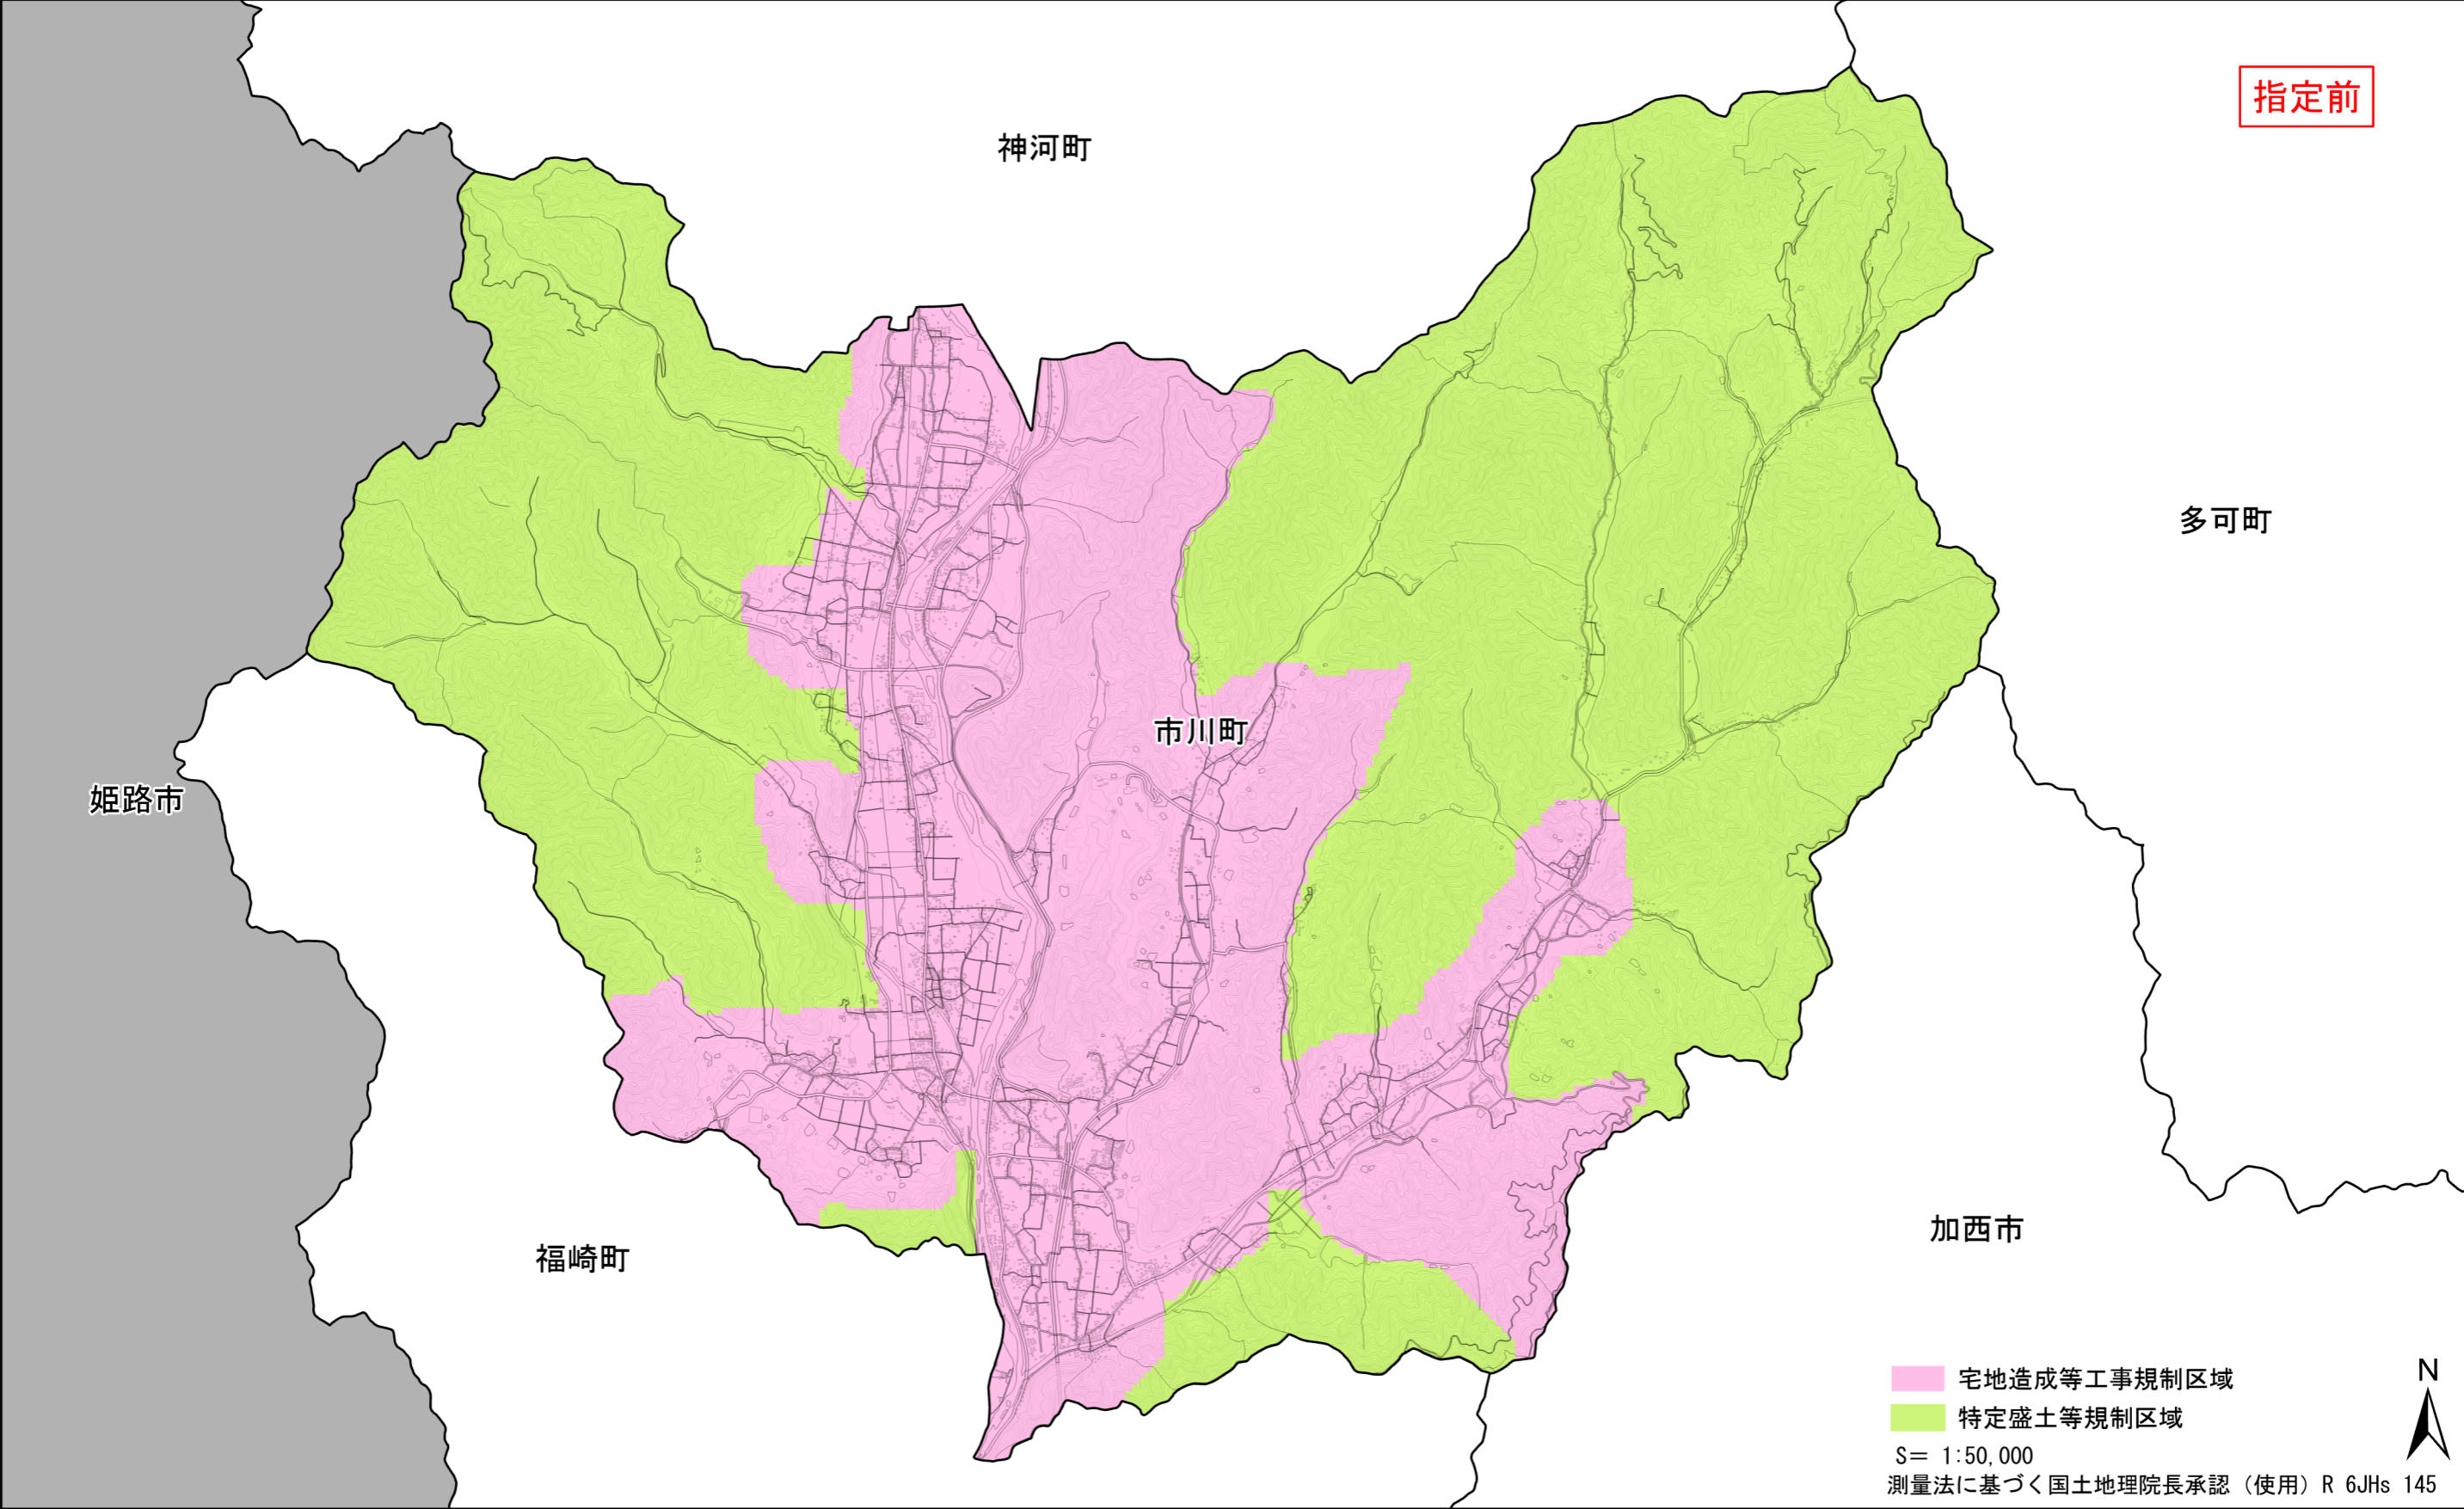 指定前
神河町
多可町
市川町
姫路市
加西市
福崎町
N
宅地造成等工事規制区域
特定盛土等規制区域
S= 1:50,000
測量法に基づく国土地理院長承認（使用）R 6JHs 145